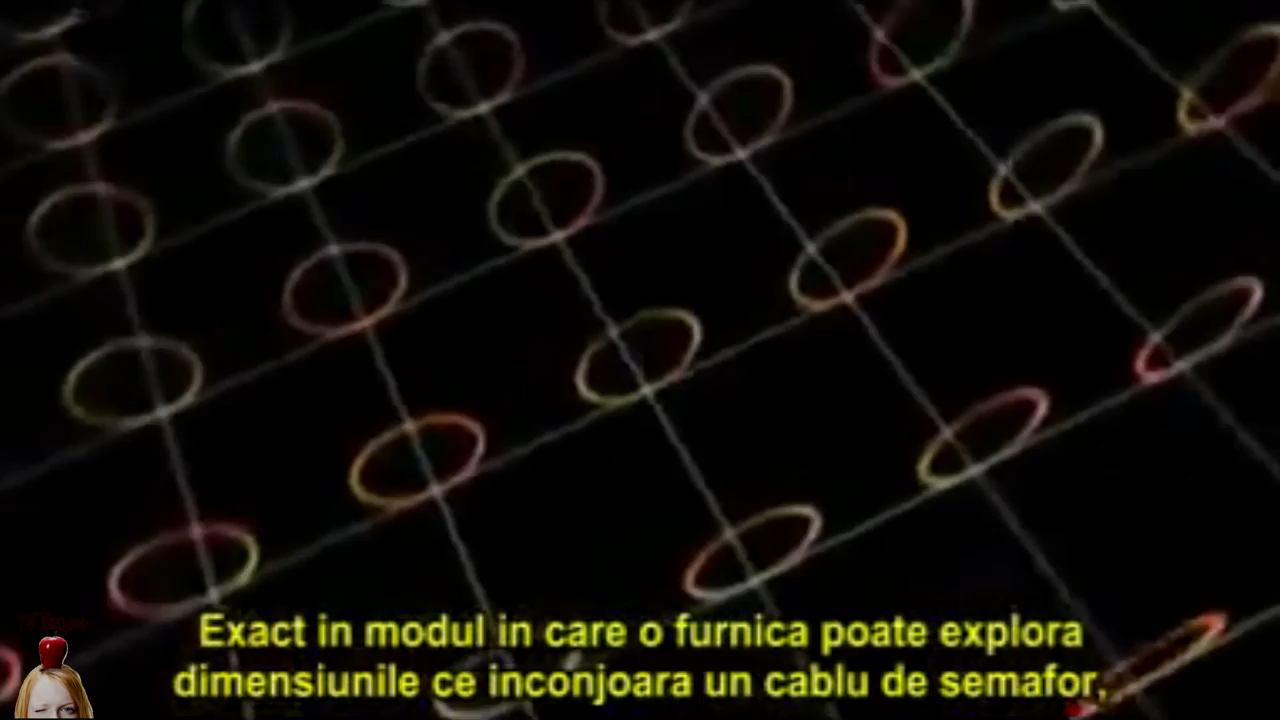 Exact in modul in care o furnica poate explora
dimensiunile ce inconjoara un cablu de semafor,